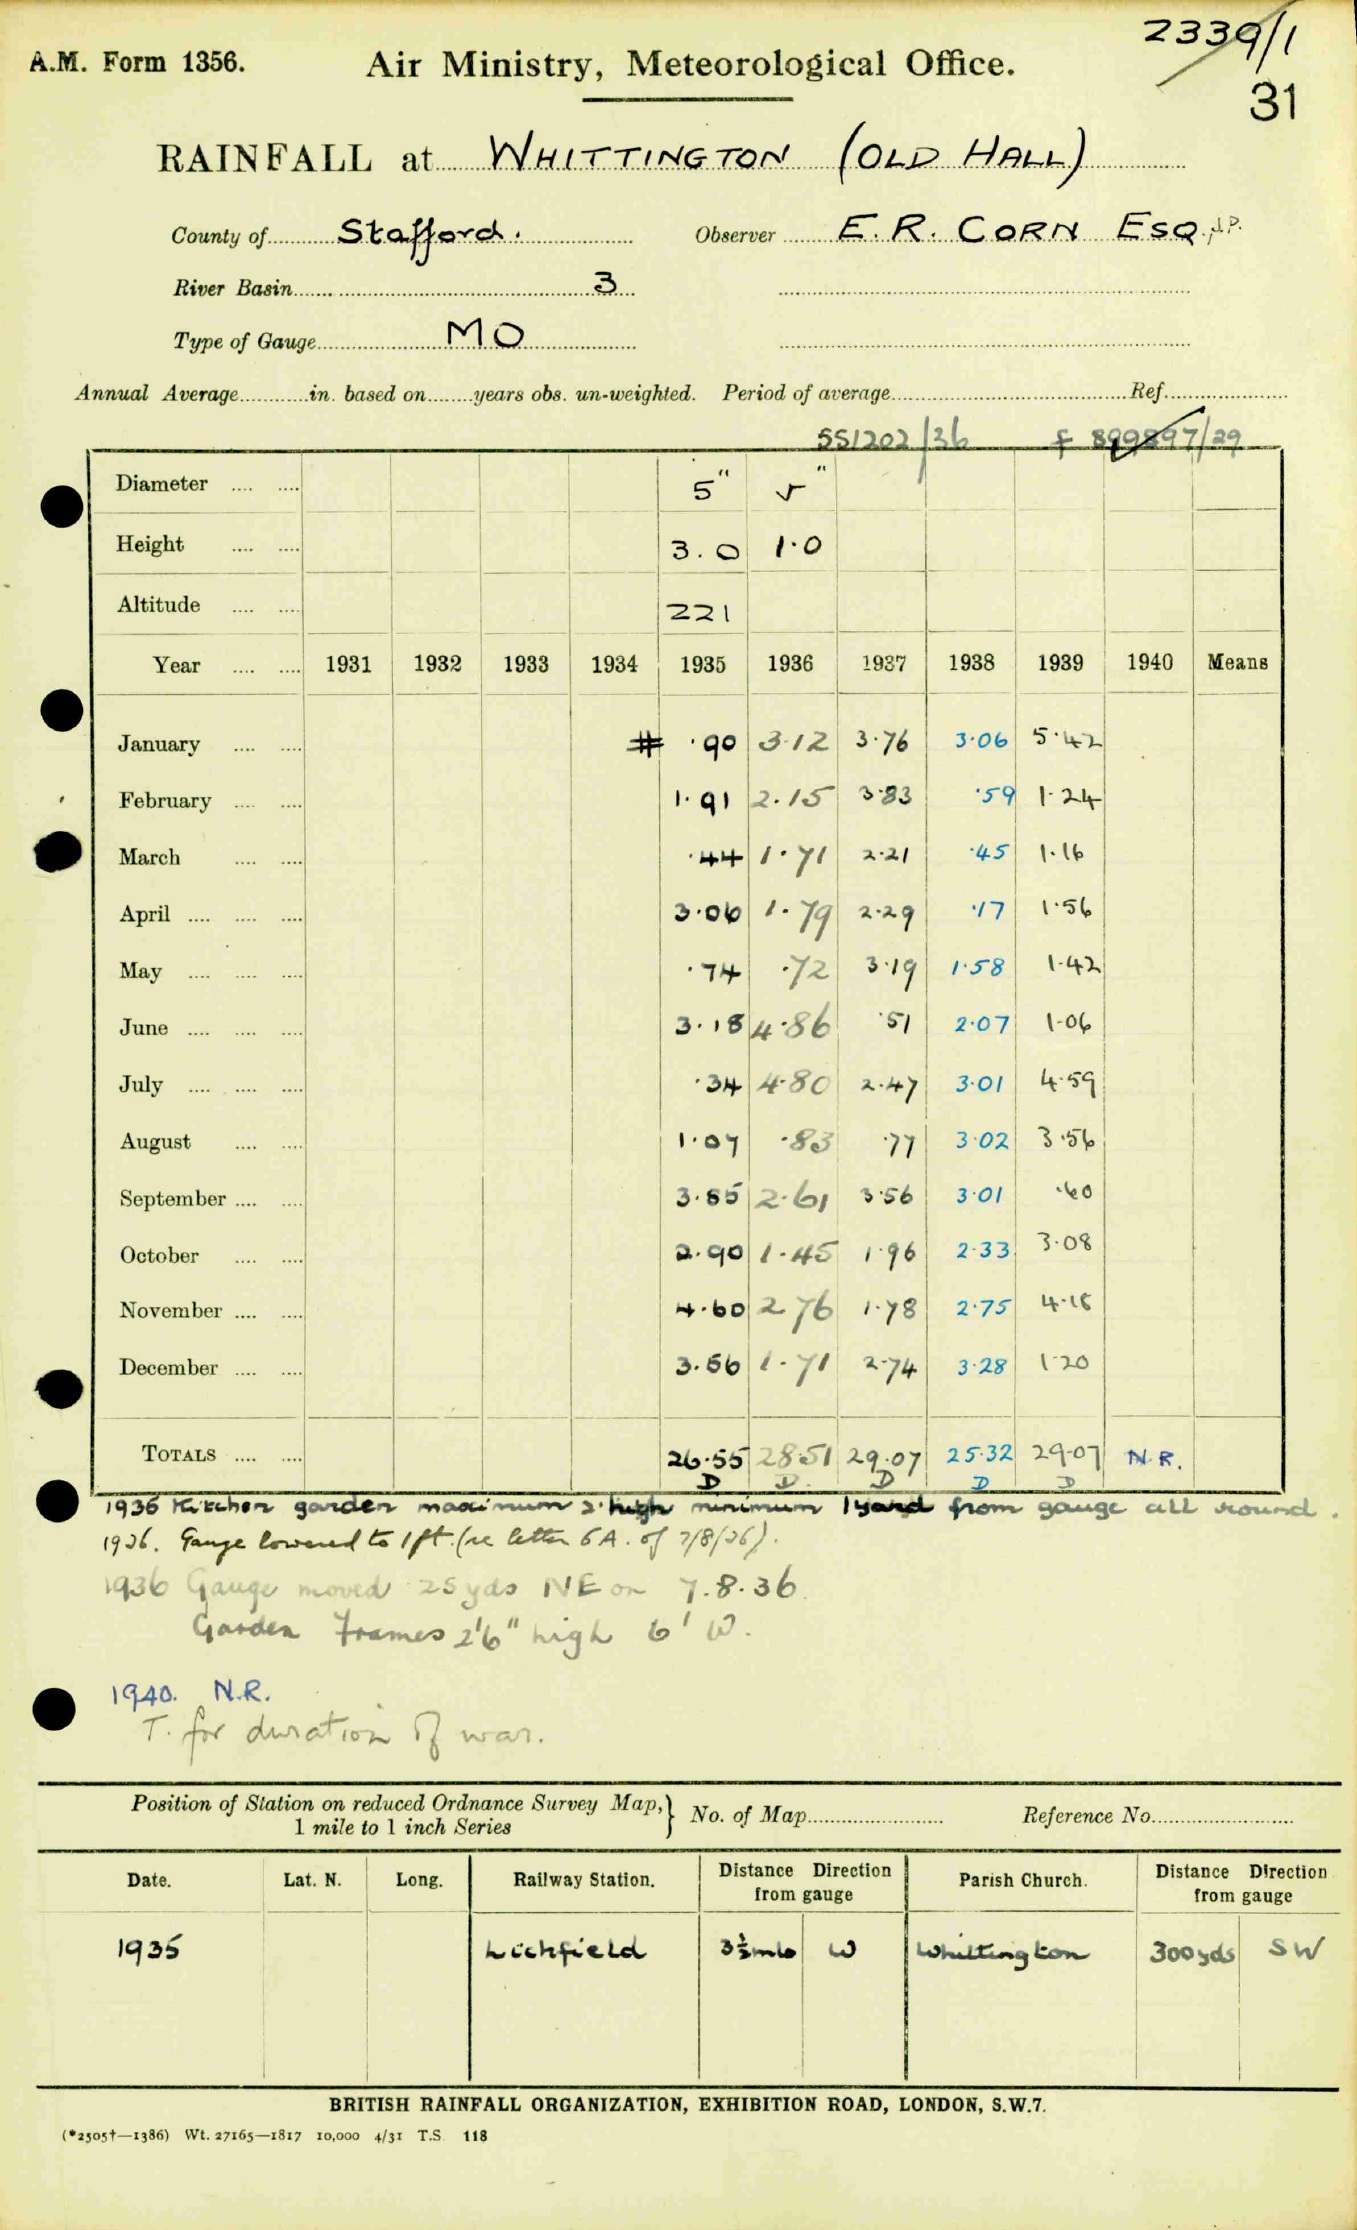 2339/1
A.M. Form 1356. Air Ministry, Meteorological Office.
31
RAINFALL at WHITTINGTON (OLD HALL)
County of Stafford. Observer E. R. CORN ESQ. J.P.
River Basin 3
Type of Gauge MO
Annual Average in. based on years obs. un-weighted. Period of average Ref.
SS1202/36 f 899897/29
Diameter 5" 5"
Height 3.0 1.0
Altitude 221
Year 1931 1932 1933 1934 1935 1936 1937 1938 1939 1940 Means
January # .90 3.12 3.76 3.06 5.42
February 1.91 2.15 3.83 .59 1.24
March .44 1.71 2.21 .45 1.16
April 3.06 1.79 2.29 .17 1.56
May .74 .72 3.19 1.58 1.42
June 3.18 4.86 .51 2.07 1.06
July .34 4.80 2.47 3.01 4.59
August 1.07 .83 .77 3.02 3.56
September 3.85 2.61 3.56 3.01 .60
October 2.90 1.45 1.96 2.33 3.08
November 4.60 2.76 1.78 2.75 4.18
December 3.56 1.71 2.74 3.28 1.20
TOTALS 26.55 28.51 29.07 25.32 29.07 N.R.
D D D D D
1936 Kitchen garden maximum 2' high minimum 1 yard from gauge all round.
1936. Gauge lowered to 1 ft. (re letter 6A. of 7/8/36).
1936 Gauge moved 25 yds NE on 7.8.36
Garden Frames 2'6" high 6' W.
1940. N.R.
T. for duration of war.
Position of Station on reduced Ordnance Survey Map, 1 mile to 1 inch Series } No. of Map Reference No.
Date. Lat. N. Long. Railway Station. Distance Direction from gauge Parish Church. Distance Direction from gauge
1935 Lichfield 3½ mls W Whittington 300 yds SW
BRITISH RAINFALL ORGANIZATION, EXHIBITION ROAD, LONDON, S.W.7.
(*2505†—1386) Wt. 27165—1817 10,000 4/31 T.S. 118